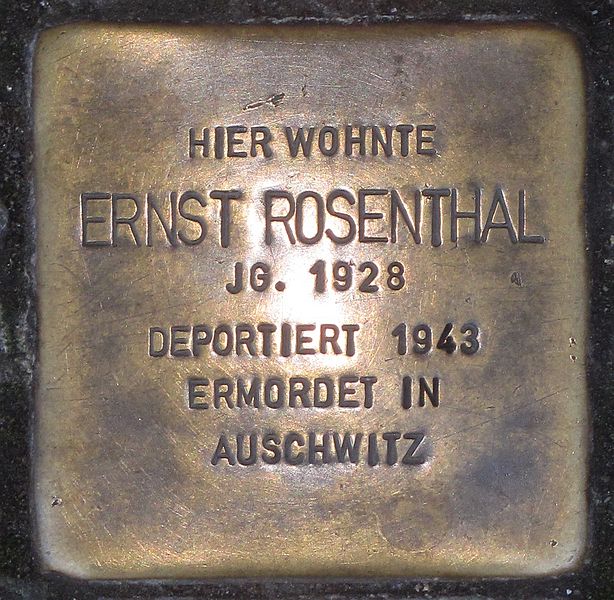 HIER WOHNTE
ERNST ROSENTHAL
JG. 1928
DEPORTIERT 1943
ERMORDET IN
AUSCHWITZ